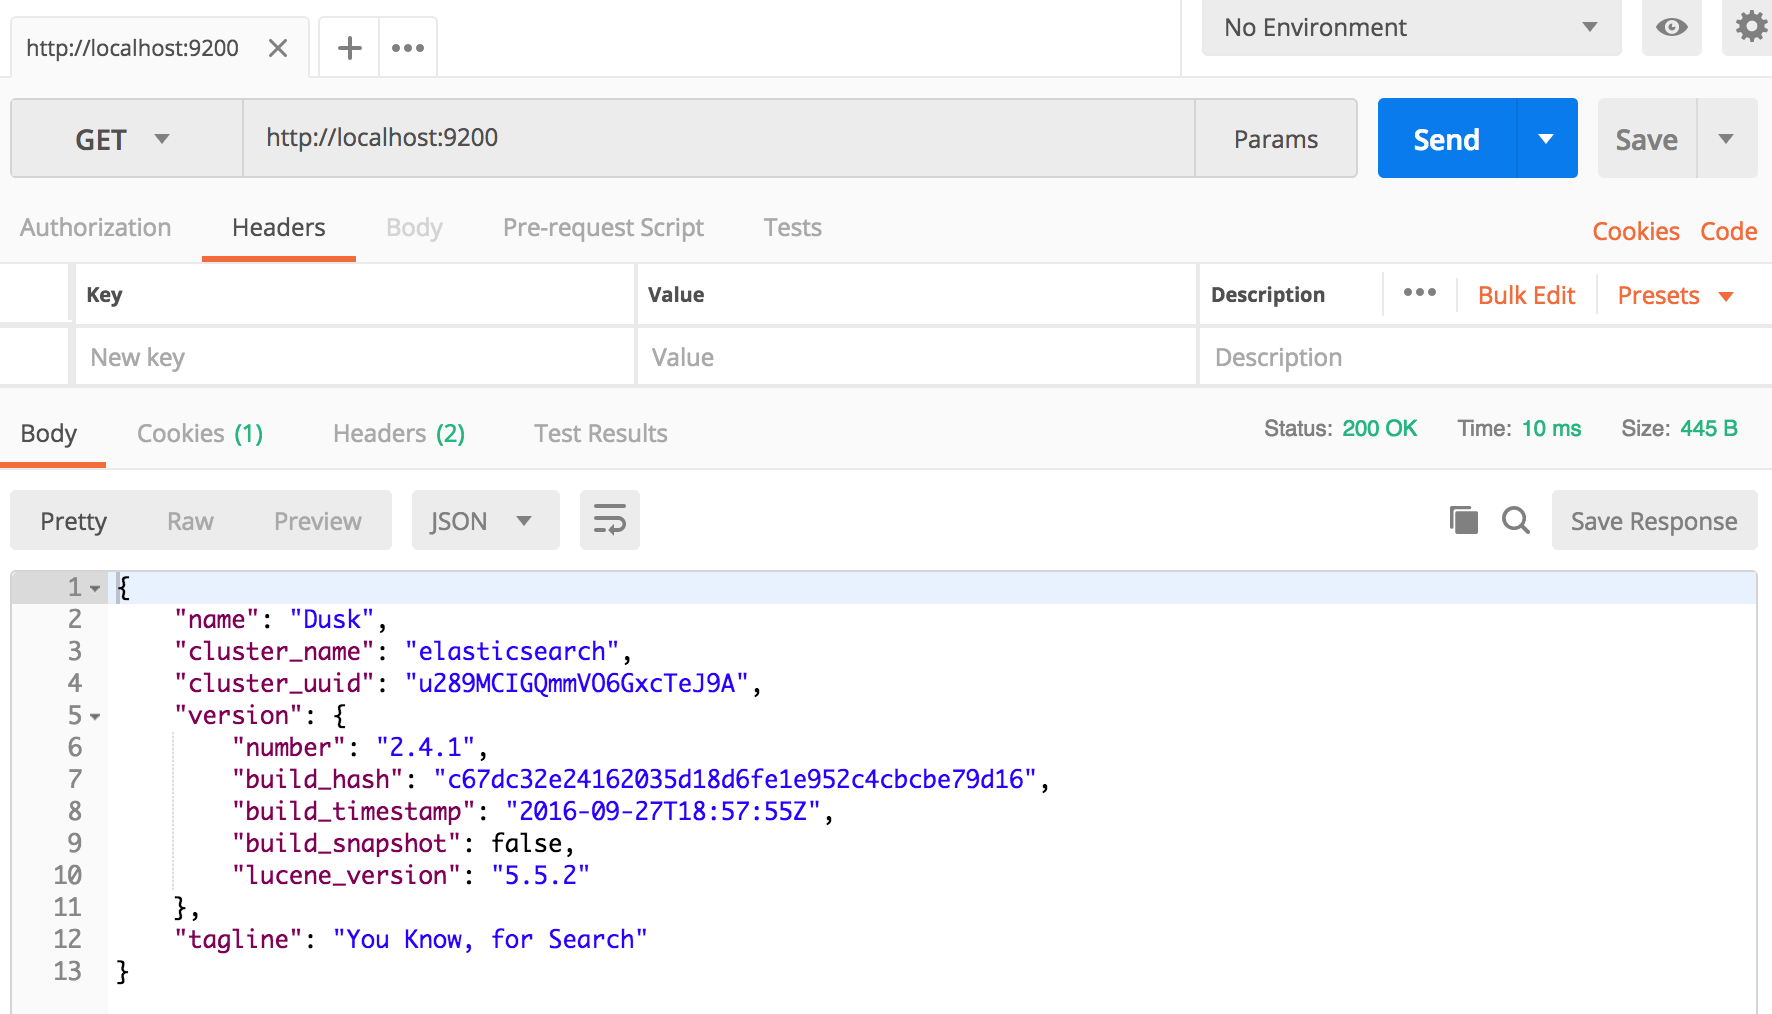 http://localhost:9200
No Environment
GET http://localhost:9200 Params Send Save
Authorization Headers Body Pre-request Script Tests Cookies Code
Key Value Description Bulk Edit Presets
New key Value Description
Body Cookies (1) Headers (2) Test Results Status: 200 OK Time: 10 ms Size: 445 B
Pretty Raw Preview JSON Save Response
1 {
2 "name": "Dusk",
3 "cluster_name": "elasticsearch",
4 "cluster_uuid": "u289MCIGQmmVO6GxcTeJ9A",
5 "version": {
6 "number": "2.4.1",
7 "build_hash": "c67dc32e24162035d18d6fe1e952c4cbcbe79d16",
8 "build_timestamp": "2016-09-27T18:57:55Z",
9 "build_snapshot": false,
10 "lucene_version": "5.5.2"
11 },
12 "tagline": "You Know, for Search"
13 }